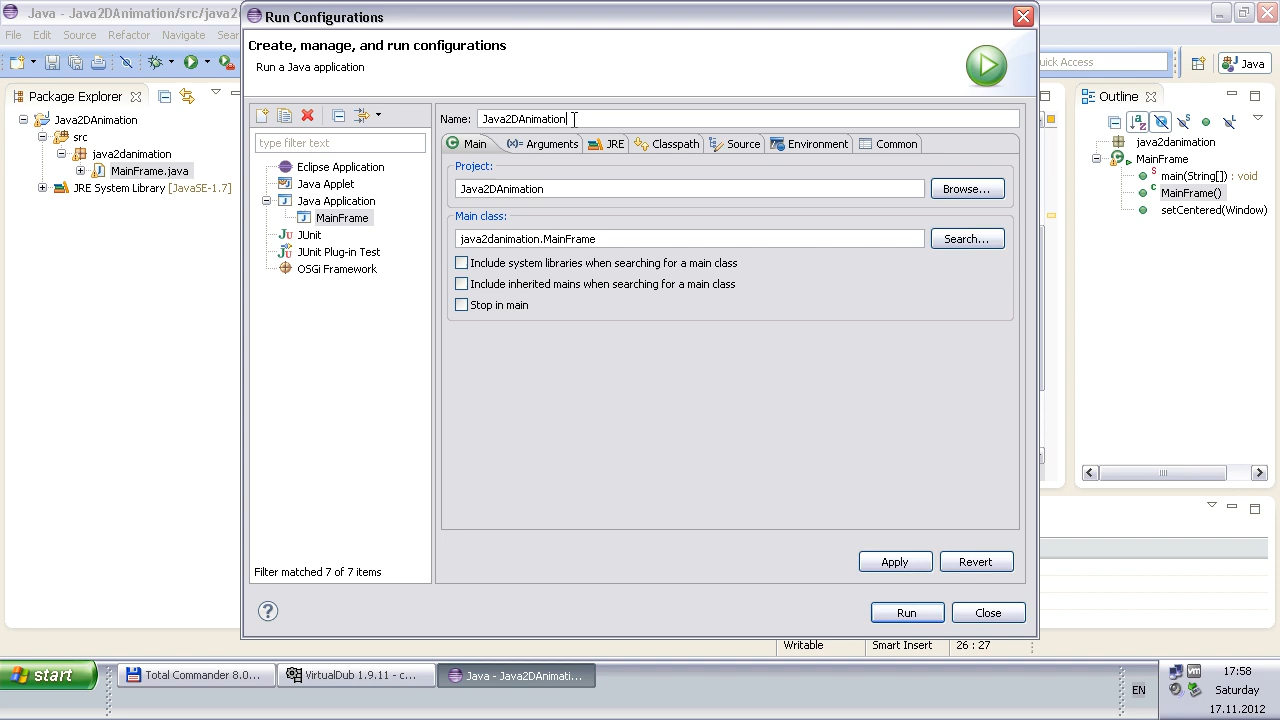 Java - Java2DAnimation/src/java2
Run Configurations
File Edit Source Refactor Navigate Sear
Create, manage, and run configurations
Run a Java application
uick Access
Java
Package Explorer
Outline
Name: Java2DAnimation
Java2DAnimation
src
java2danimation
MainFrame.java
JRE System Library [JavaSE-1.7]
type filter text
Eclipse Application
Java Applet
Java Application
MainFrame
JUnit
JUnit Plug-in Test
OSGi Framework
Filter matched 7 of 7 items
Main Arguments JRE Classpath Source Environment Common
Project:
Java2DAnimation Browse...
Main class:
java2danimation.MainFrame Search...
Include system libraries when searching for a main class
Include inherited mains when searching for a main class
Stop in main
Apply Revert
Run Close
java2danimation
MainFrame
main(String[]) : void
MainFrame()
setCentered(Window)
Writable Smart Insert 26 : 27
start Total Commander 8.0... VirtualDub 1.9.11 - c... Java - Java2DAnimati...
EN
17:58
Saturday
17.11.2012